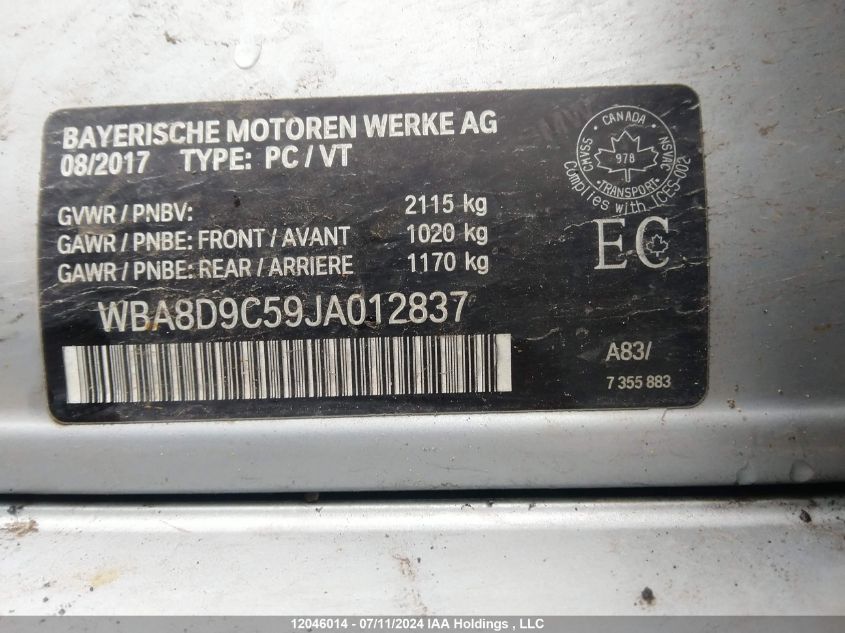 BAYERISCHE MOTOREN WERKE AG
08/2017 TYPE: PC / VT
GVWR / PNBV: 2115 kg
GAWR / PNBE: FRONT / AVANT 1020 kg
GAWR / PNBE: REAR / ARRIERE 1170 kg
WBA8D9C59JA012837
CANADA
CMVSS 978 NSVAC
TRANSPORT
Complies with ICES-002
EC
A83/
7 355 883
12046014 - 07/11/2024 IAA Holdings , LLC